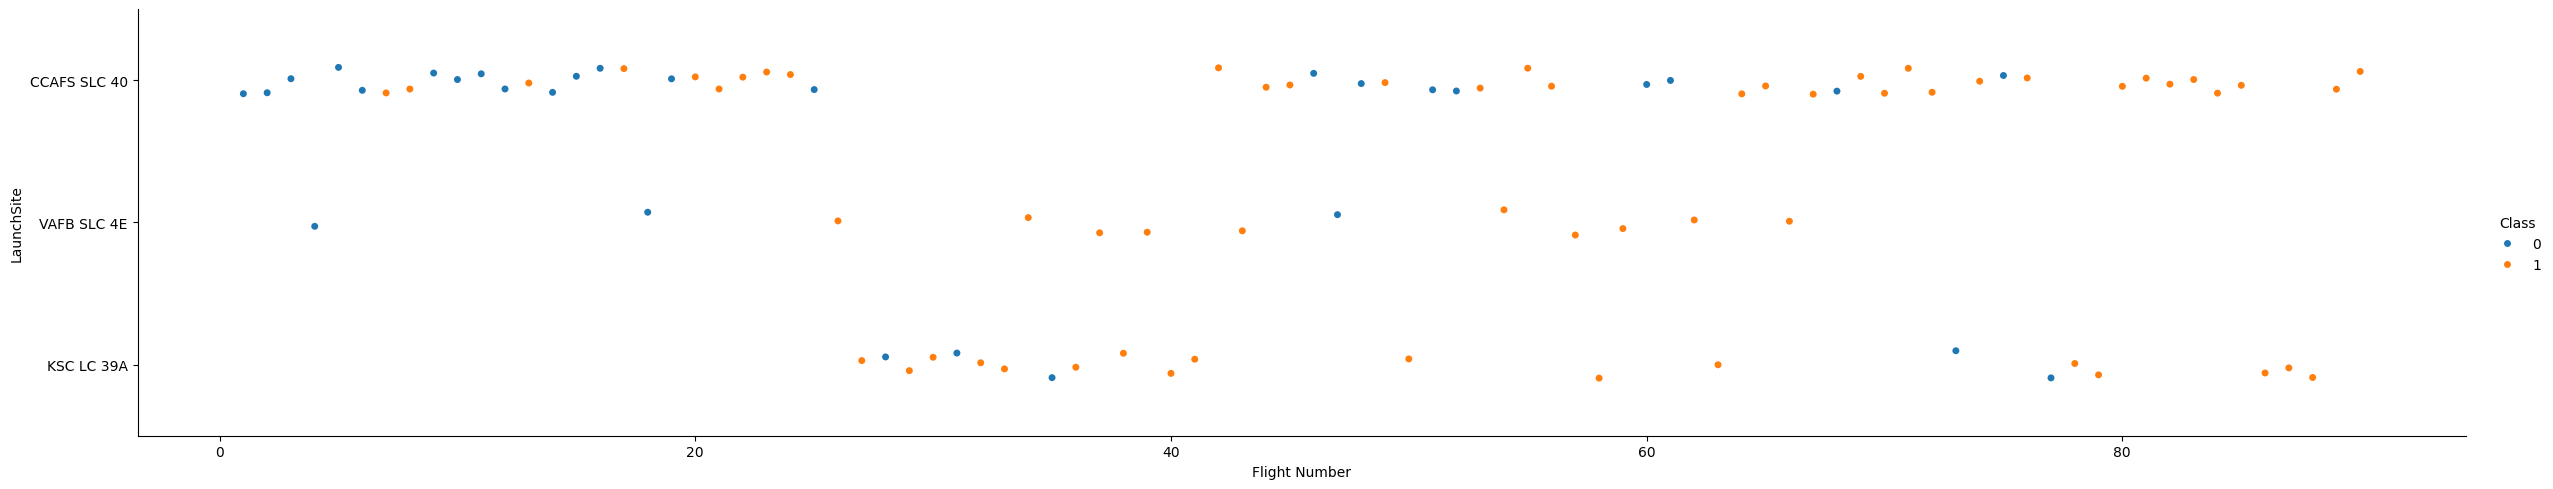 CCAFS SLC 40
VAFB SLC 4E
KSC LC 39A
LaunchSite
0
20
40
60
80
Flight Number
Class
0
1